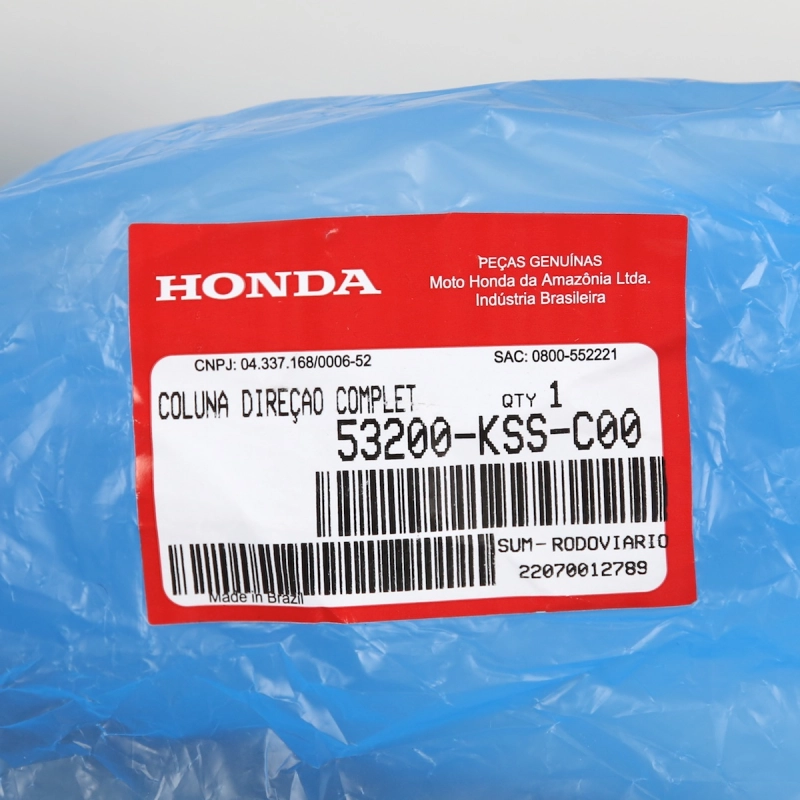 HONDA
PEÇAS GENUÍNAS
Moto Honda da Amazônia Ltda.
Indústria Brasileira
CNPJ: 04.337.168/0006-52
SAC: 0800-552221
COLUNA DIREÇAO COMPLET
QTY 1
53200-KSS-C00
SUM-RODOVIARIO
22070012789
Made in Brazil